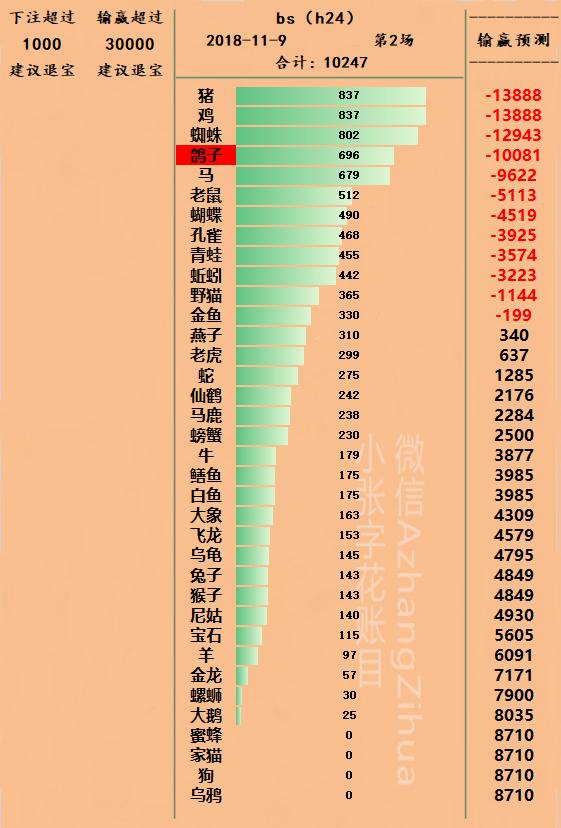 下注超过 输赢超过
1000 30000
建议退宝 建议退宝
bs（h24）
2018-11-9 第2场
合计：10247
输赢预测
猪 837 -13888
鸡 837 -13888
蜘蛛 802 -12943
鸽子 696 -10081
马 679 -9622
老鼠 512 -5113
蝴蝶 490 -4519
孔雀 468 -3925
青蛙 455 -3574
蚯蚓 442 -3223
野猫 365 -1144
金鱼 330 -199
燕子 310 340
老虎 299 637
蛇 275 1285
仙鹤 242 2176
马鹿 238 2284
螃蟹 230 2500
牛 179 3877
鳝鱼 175 3985
白鱼 175 3985
大象 163 4309
飞龙 153 4579
乌龟 145 4795
兔子 143 4849
猴子 143 4849
尼姑 140 4930
宝石 115 5605
羊 97 6091
金龙 57 7171
螺蛳 30 7900
大鹅 25 8035
蜜蜂 0 8710
家猫 0 8710
狗 0 8710
乌鸦 0 8710
微信AzhangZihua
小张字花账目